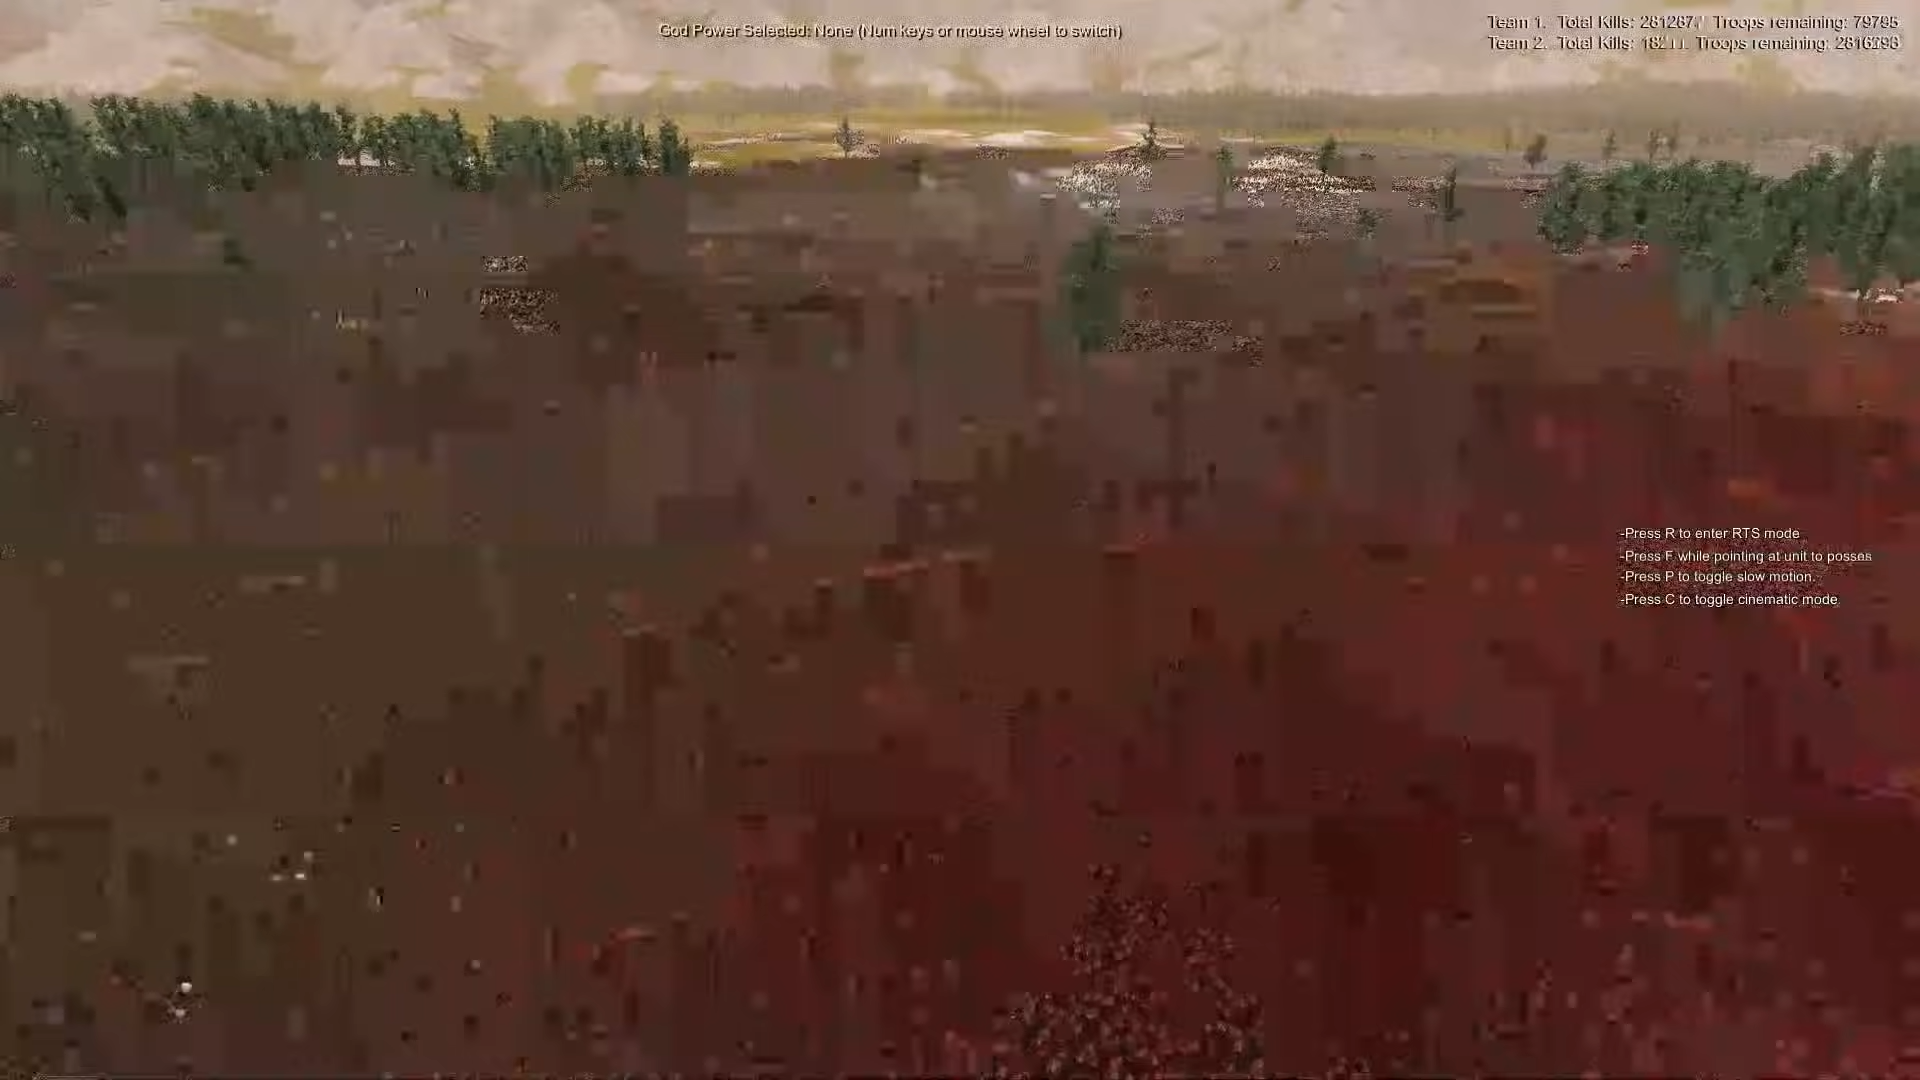 God Power Selected: None (Num keys or mouse wheel to switch)
Team 1. Total Kills: 281287 Troops remaining: 79795
Team 2. Total Kills: Troops remaining: 2816293
-Press R to enter RTS mode
-Press F while pointing at unit to posses
-Press P to toggle slow motion.
-Press C to toggle cinematic mode